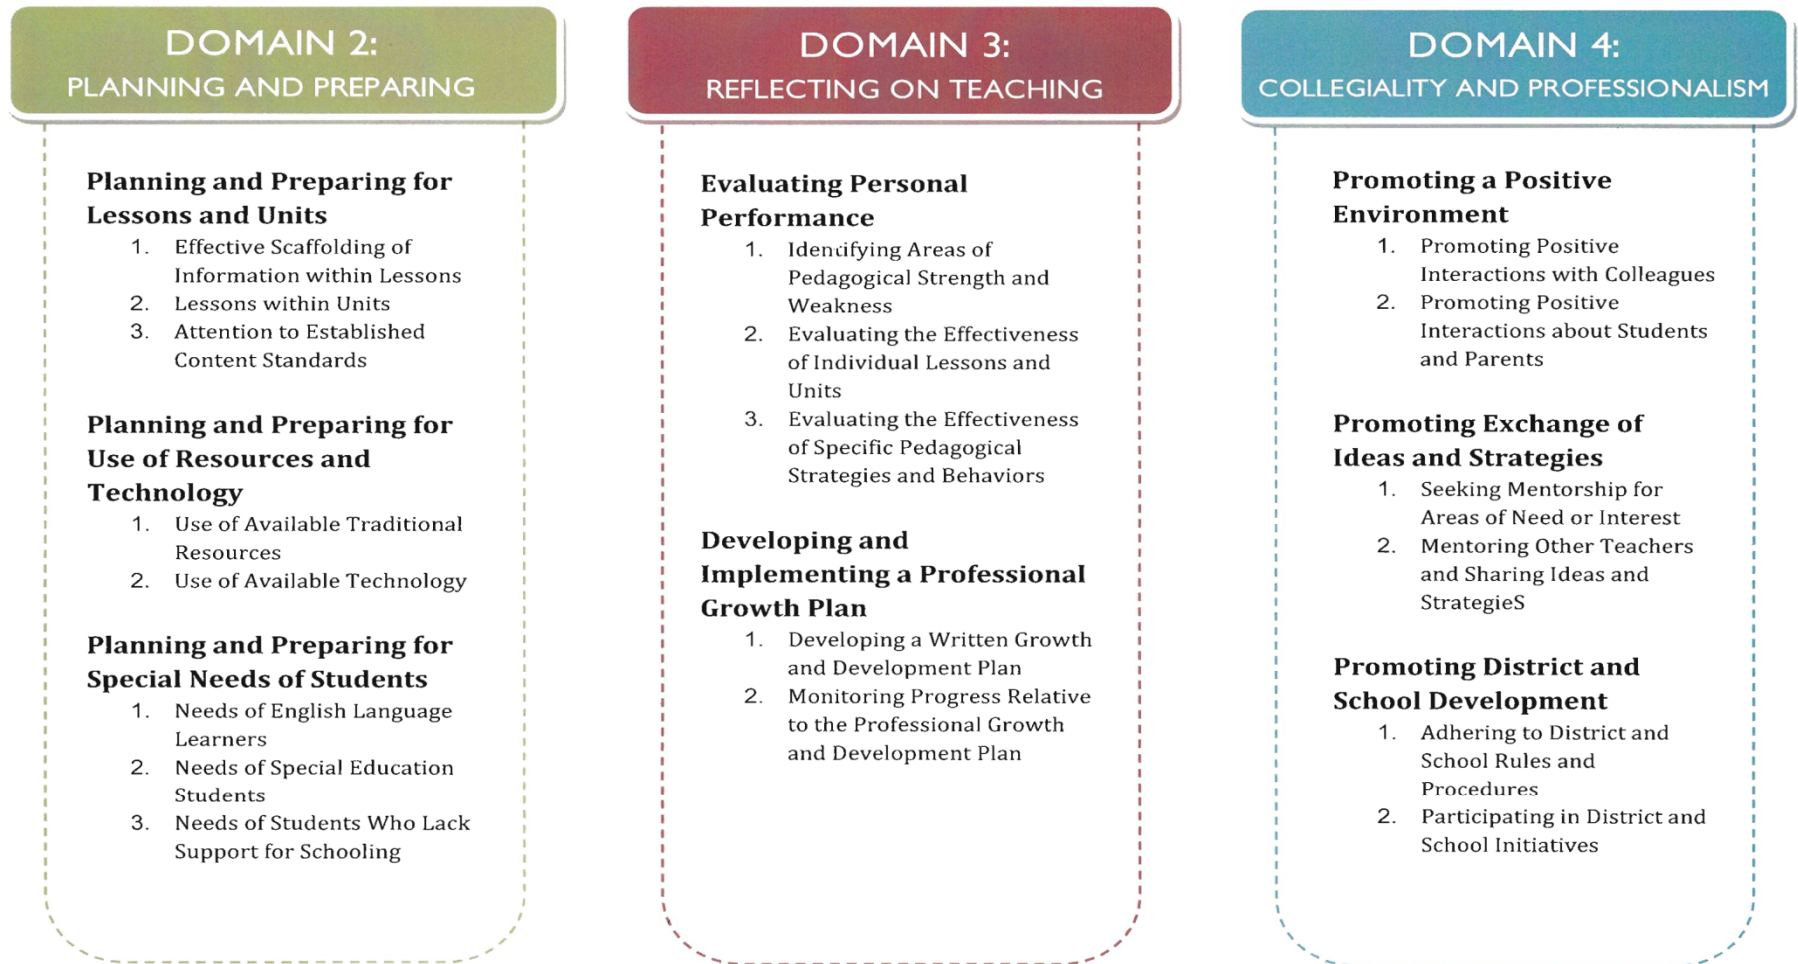 DOMAIN 2:
PLANNING AND PREPARING
Planning and Preparing for
Lessons and Units
1. Effective Scaffolding of
Information within Lessons
2. Lessons within Units
3. Attention to Established
Content Standards
Planning and Preparing for
Use of Resources and
Technology
1. Use of Available Traditional
Resources
2. Use of Available Technology
Planning and Preparing for
Special Needs of Students
1. Needs of English Language
Learners
2. Needs of Special Education
Students
3. Needs of Students Who Lack
Support for Schooling
DOMAIN 3:
REFLECTING ON TEACHING
Evaluating Personal
Performance
1. Identifying Areas of
Pedagogical Strength and
Weakness
2. Evaluating the Effectiveness
of Individual Lessons and
Units
3. Evaluating the Effectiveness
of Specific Pedagogical
Strategies and Behaviors
Developing and
Implementing a Professional
Growth Plan
1. Developing a Written Growth
and Development Plan
2. Monitoring Progress Relative
to the Professional Growth
and Development Plan
DOMAIN 4:
COLLEGIALITY AND PROFESSIONALISM
Promoting a Positive
Environment
1. Promoting Positive
Interactions with Colleagues
2. Promoting Positive
Interactions about Students
and Parents
Promoting Exchange of
Ideas and Strategies
1. Seeking Mentorship for
Areas of Need or Interest
2. Mentoring Other Teachers
and Sharing Ideas and
StrategieS
Promoting District and
School Development
1. Adhering to District and
School Rules and
Procedures
2. Participating in District and
School Initiatives